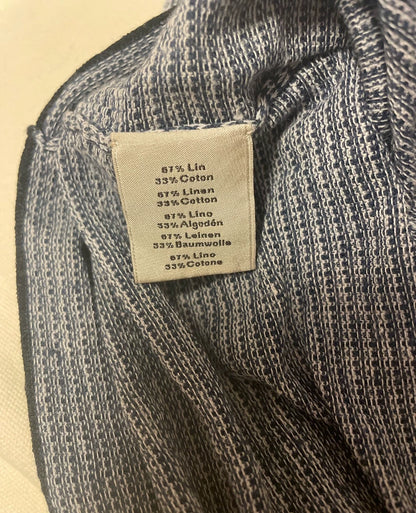 67% Lin
33% Coton
67% Linen
33% Cotton
67% Lino
33% Algodón
67% Leinen
33% Baumwolle
67% Lino
33% Cotone